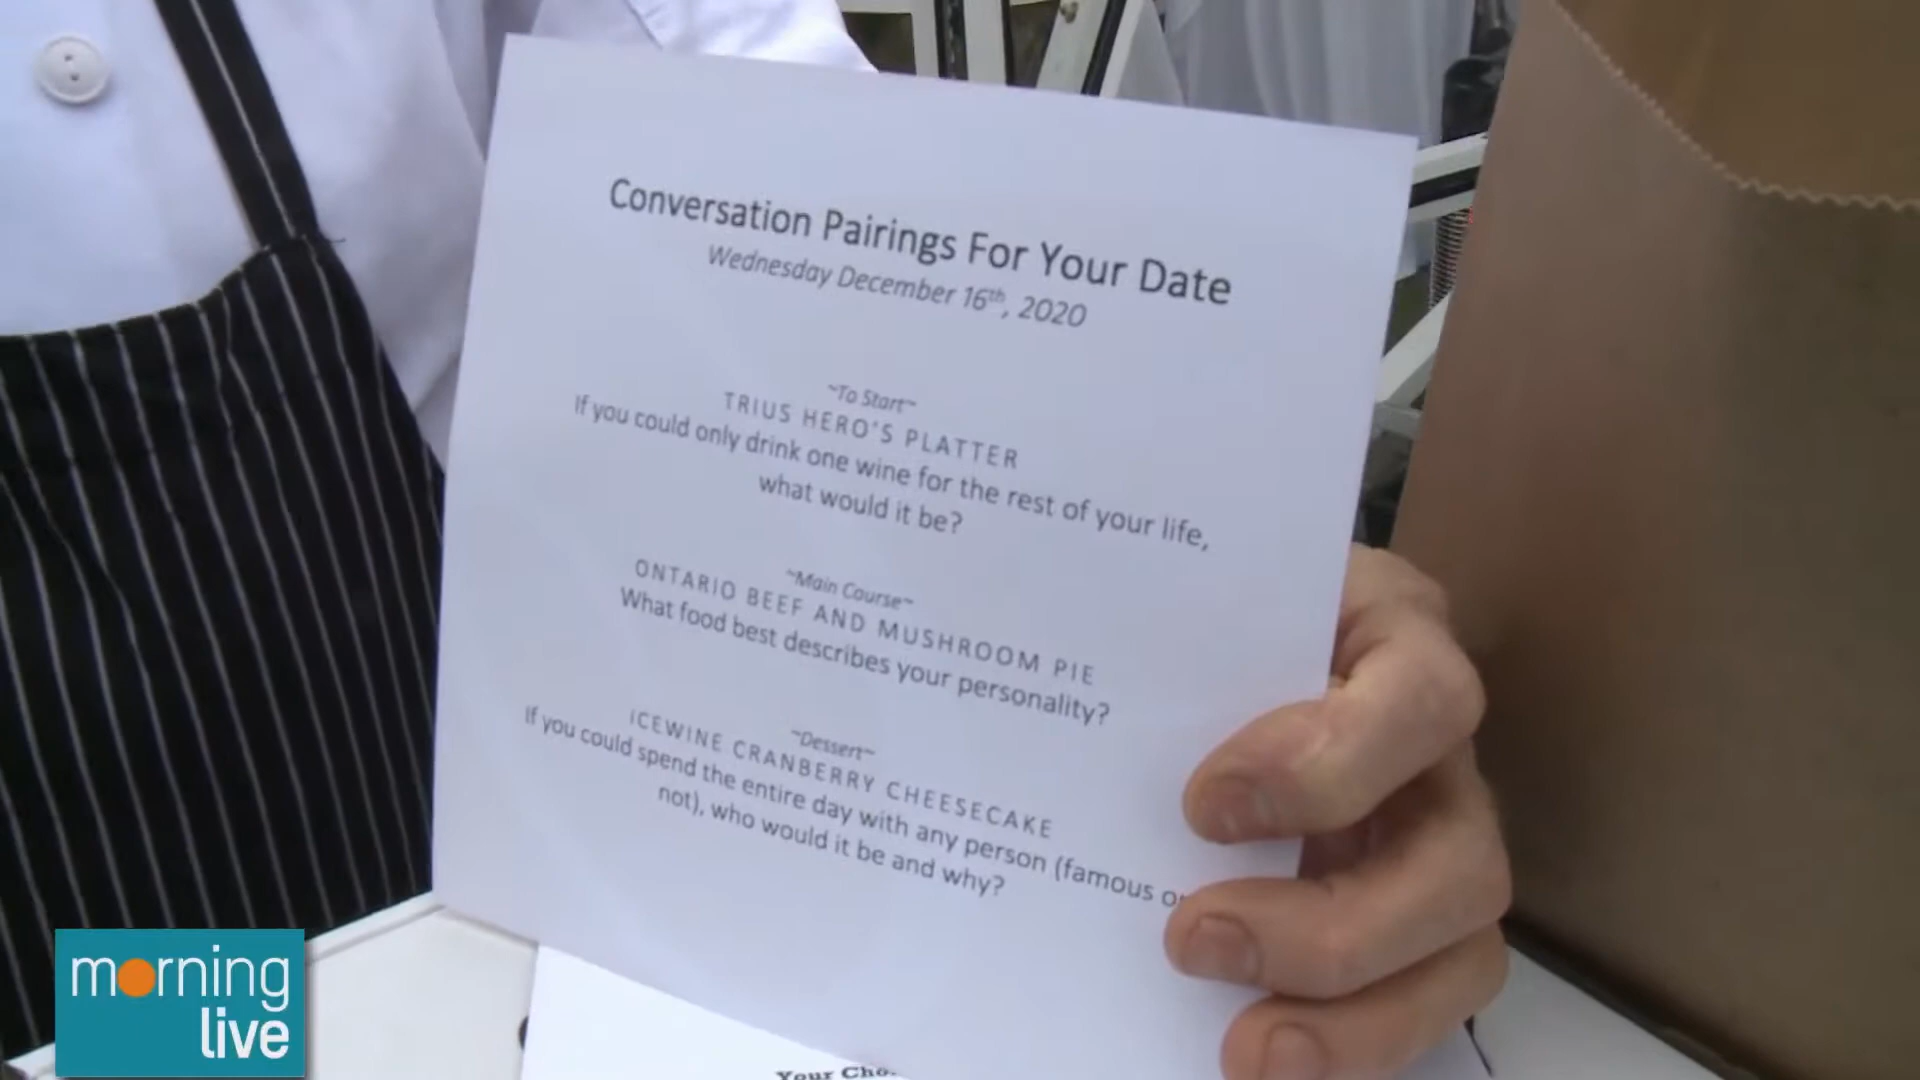 Conversation Pairings For Your Date
Wednesday December 16th, 2020
~To Start~
TRIUS HERO'S PLATTER
If you could only drink one wine for the rest of your life,
what would it be?
~Main Course~
ONTARIO BEEF AND MUSHROOM PIE
What food best describes your personality?
~Dessert~
ICEWINE CRANBERRY CHEESECAKE
If you could spend the entire day with any person (famous or
not), who would it be and why?
Your
morning
live